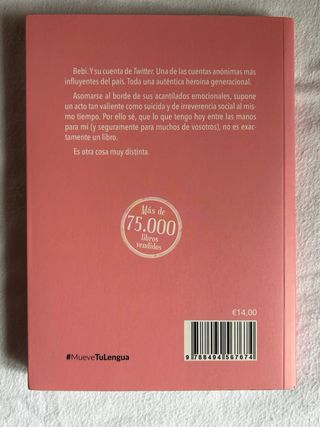 Bebi. Y su cuenta de Twitter. Una de las cuentas anónimas más
influyentes del país. Toda una auténtica heroína generacional.
Asomarse al borde de sus acantilados emocionales, supone
un acto tan valiente como suicida y de irreverencia social al mis-
mo tiempo. Por ello sé, que lo que tengo hoy entre las manos
para mí (y seguramente para muchos de vosotros), no es exac-
tamente un libro.
Es otra cosa muy distinta.
Más de
75.000
libros
vendidos
€14,00
#MueveTuLengua
9 788494 567674